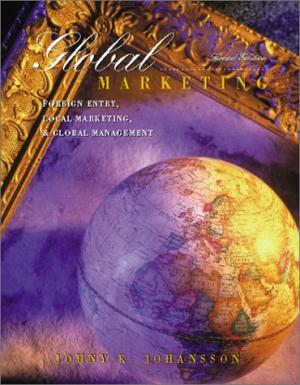 Global
Second Edition
MARKETING
FOREIGN ENTRY,
LOCAL MARKETING,
& GLOBAL MANAGEMENT
JOHNY K. JOHANSSON